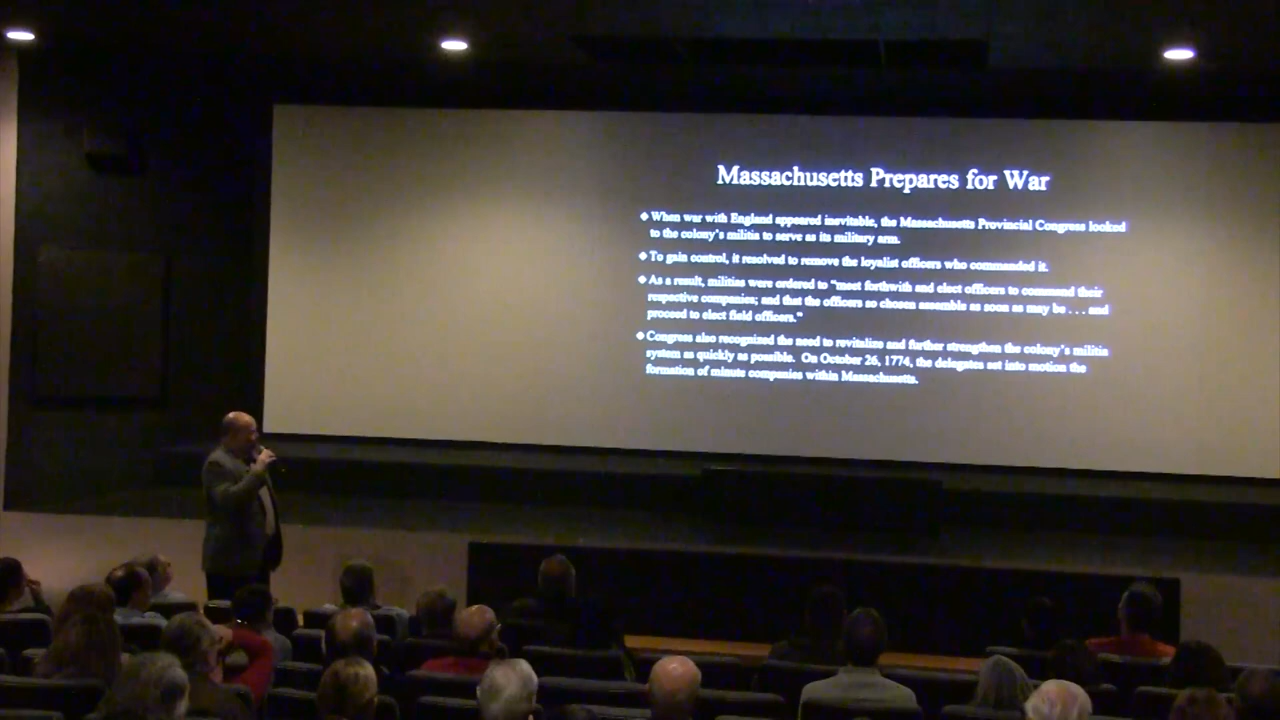 Massachusetts Prepares for War
❖ When war with England appeared inevitable, the Massachusetts Provincial Congress looked
to the colony's militia to serve as its military arm.
❖ To gain control, it resolved to remove the loyalist officers who commanded it.
❖ As a result, militias were ordered to "meet forthwith and elect officers to command their
respective companies; and that the officers so chosen assemble as soon as may be . . . and
proceed to elect field officers."
❖ Congress also recognized the need to revitalize and further strengthen the colony's militia
system as quickly as possible. On October 26, 1774, the delegates set into motion the
formation of minute companies within Massachusetts.